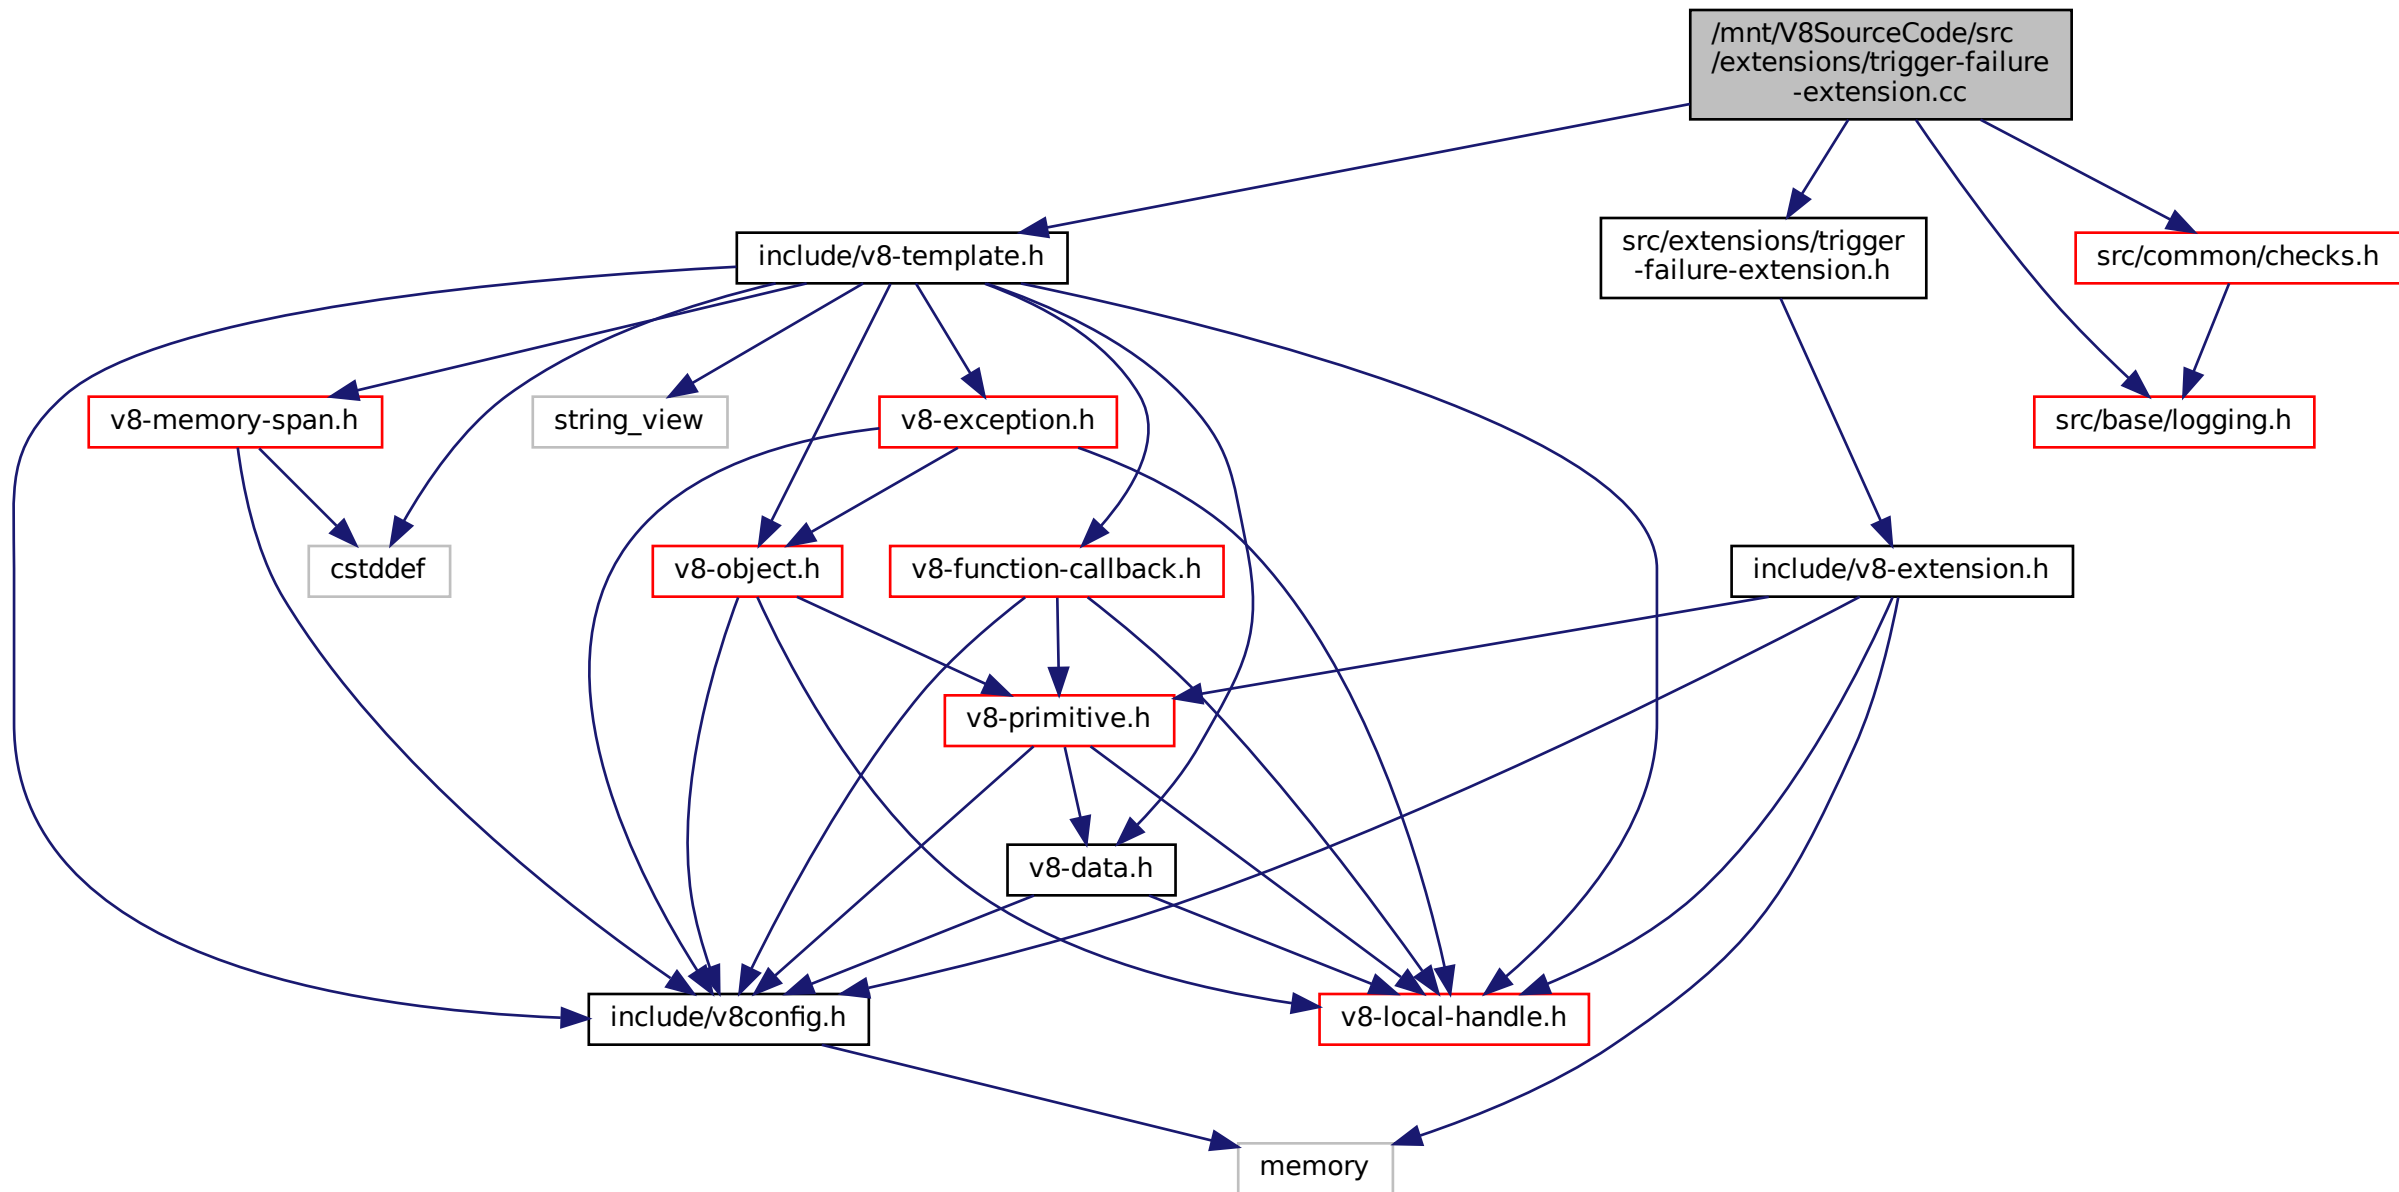 /mnt/V8SourceCode/src
/extensions/trigger-failure
-extension.cc
include/v8-template.h
src/extensions/trigger
-failure-extension.h
src/common/checks.h
v8-memory-span.h
string_view
v8-exception.h
src/base/logging.h
cstddef
v8-object.h
v8-function-callback.h
include/v8-extension.h
v8-primitive.h
v8-data.h
include/v8config.h
v8-local-handle.h
memory